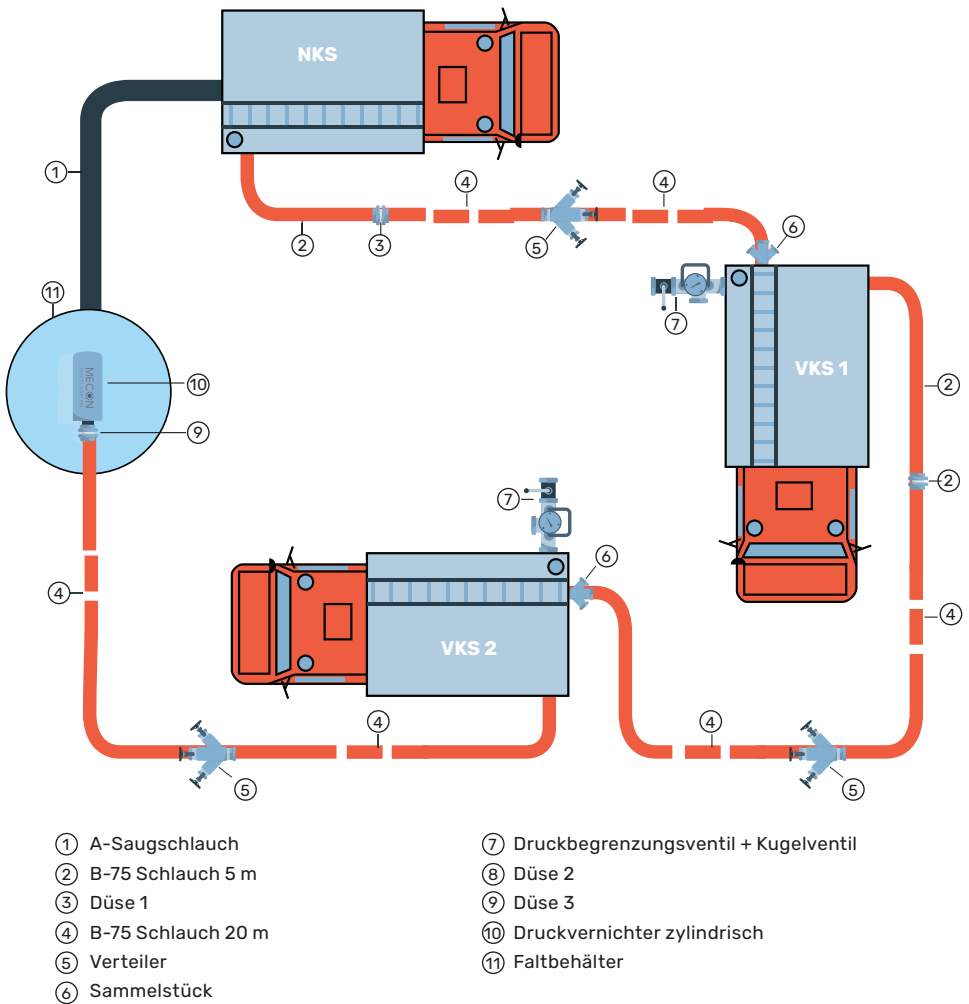 NKS
①
④
④
②
③
⑤
⑥
⑪
⑦
VKS 1
MECON
⑩
②
⑨
②
⑦
⑥
④
VKS 2
④
④
④
⑤
⑤
① A-Saugschlauch
② B-75 Schlauch 5 m
③ Düse 1
④ B-75 Schlauch 20 m
⑤ Verteiler
⑥ Sammelstück
⑦ Druckbegrenzungsventil + Kugelventil
⑧ Düse 2
⑨ Düse 3
⑩ Druckvernichter zylindrisch
⑪ Faltbehälter